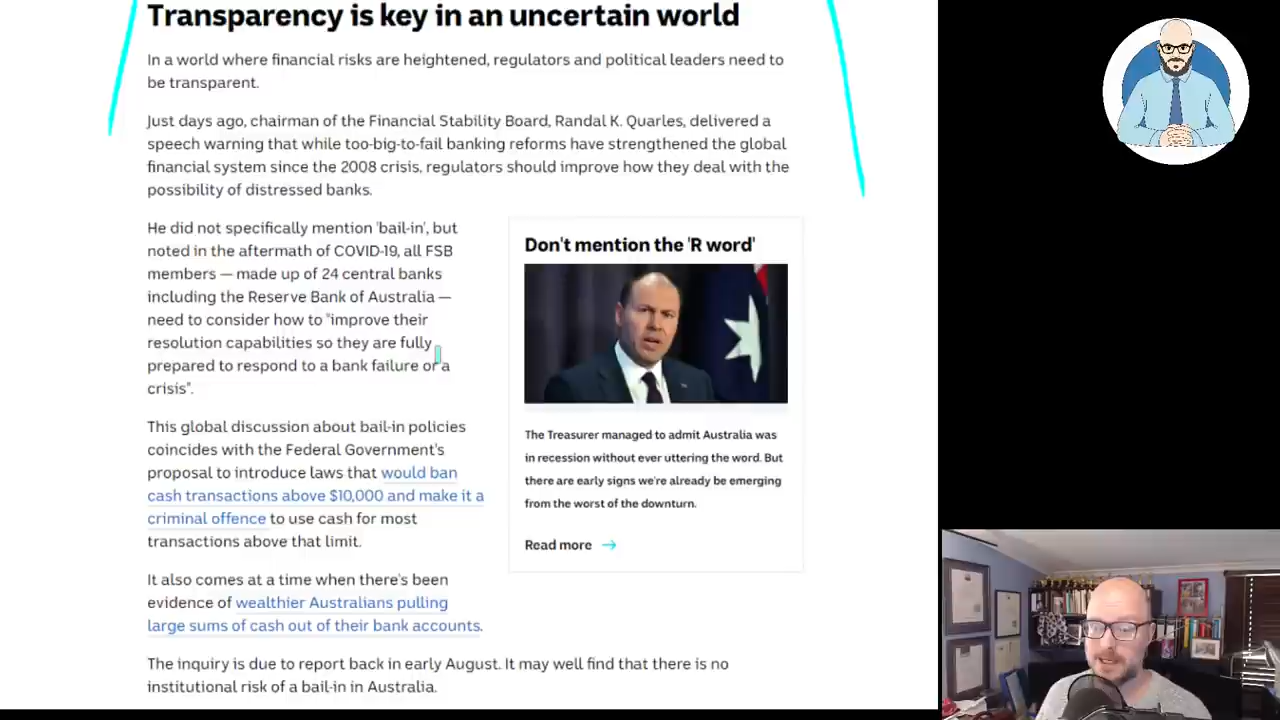 Transparency is key in an uncertain world
In a world where financial risks are heightened, regulators and political leaders need to
be transparent.
Just days ago, chairman of the Financial Stability Board, Randal K. Quarles, delivered a
speech warning that while too-big-to-fail banking reforms have strengthened the global
financial system since the 2008 crisis, regulators should improve how they deal with the
possibility of distressed banks.
He did not specifically mention 'bail-in', but
noted in the aftermath of COVID-19, all FSB
members — made up of 24 central banks
including the Reserve Bank of Australia —
need to consider how to "improve their
resolution capabilities so they are fully
prepared to respond to a bank failure or a
crisis".
This global discussion about bail-in policies
coincides with the Federal Government's
proposal to introduce laws that would ban
cash transactions above $10,000 and make it a
criminal offence to use cash for most
transactions above that limit.
It also comes at a time when there's been
evidence of wealthier Australians pulling
large sums of cash out of their bank accounts.
Don't mention the 'R word'
The Treasurer managed to admit Australia was
in recession without ever uttering the word. But
there are early signs we're already be emerging
from the worst of the downturn.
Read more →
The inquiry is due to report back in early August. It may well find that there is no
institutional risk of a bail-in in Australia.